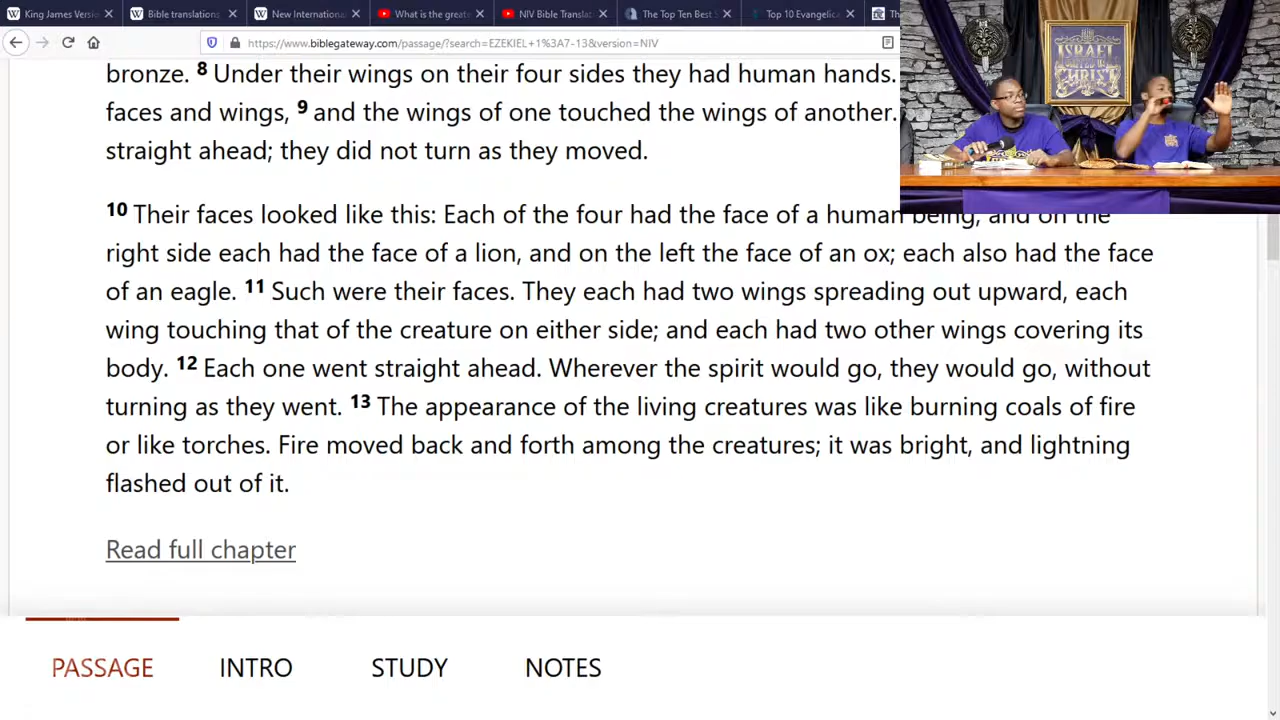 King James Versi
Bible translations
New Internationa
What is the great
NIV Bible Transla
The Top Ten Best
Top 10 Evangelica
https://www.biblegateway.com/passage/?search=EZEKIEL+1%3A7-13&version=NIV
ISRAEL
UNITED IN
CHRIST
bronze. 8 Under their wings on their four sides they had human hands.
faces and wings, 9 and the wings of one touched the wings of another.
straight ahead; they did not turn as they moved.
10 Their faces looked like this: Each of the four had the face of a human being, and on the
right side each had the face of a lion, and on the left the face of an ox; each also had the face
of an eagle. 11 Such were their faces. They each had two wings spreading out upward, each
wing touching that of the creature on either side; and each had two other wings covering its
body. 12 Each one went straight ahead. Wherever the spirit would go, they would go, without
turning as they went. 13 The appearance of the living creatures was like burning coals of fire
or like torches. Fire moved back and forth among the creatures; it was bright, and lightning
flashed out of it.
Read full chapter
PASSAGE
INTRO
STUDY
NOTES